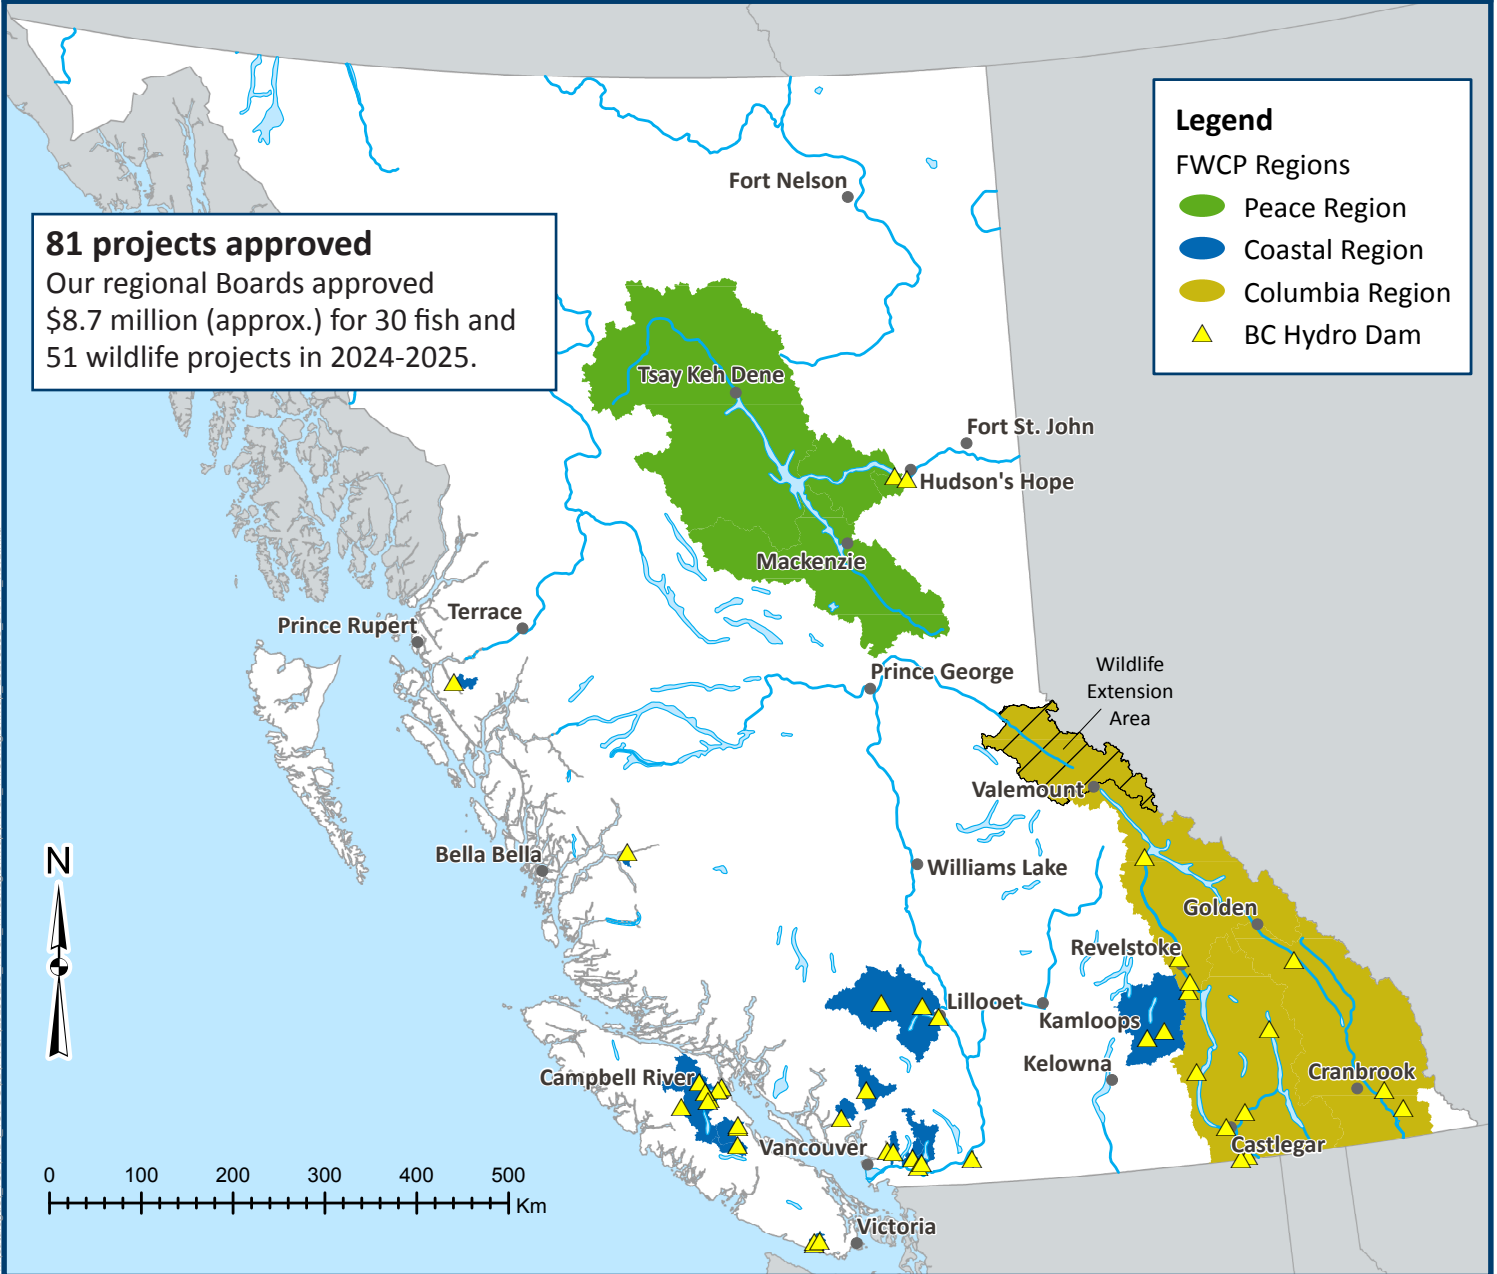 Legend
FWCP Regions
Peace Region
Coastal Region
Columbia Region
BC Hydro Dam
81 projects approved
Our regional Boards approved
$8.7 million (approx.) for 30 fish and
51 wildlife projects in 2024-2025.
Fort Nelson
Tsay Keh Dene
Fort St. John
Hudson's Hope
Mackenzie
Terrace
Prince Rupert
Prince George
Wildlife
Extension
Area
Valemount
Bella Bella
Williams Lake
Golden
Revelstoke
Lillooet
Kamloops
Kelowna
Cranbrook
Campbell River
Castlegar
Vancouver
Victoria
N
0 100 200 300 400 500
Km